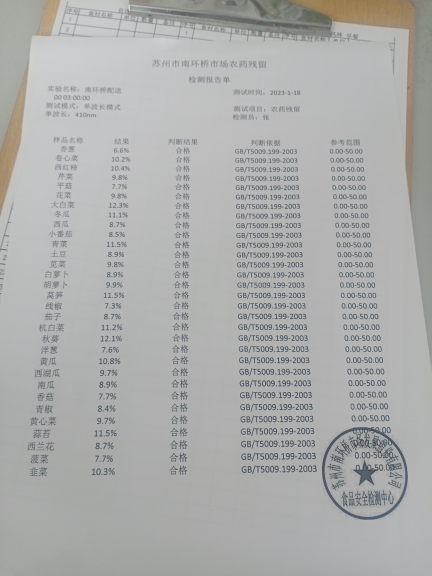 苏州市南环桥市场农药残留
检测报告单
实验名称：南环桥配送 测试时间：2023-1-18
00:03:00:00
测试模式：单波长模式 测试项目：农药残留
单波长：410nm 检测员：张
样品名称 结果 判断结果 判断依据 参考范围
香葱 6.6% 合格 GB/T5009.199-2003 0.00-50.00
卷心菜 10.2% 合格 GB/T5009.199-2003 0.00-50.00
西红柿 10.4% 合格 GB/T5009.199-2003 0.00-50.00
芹菜 9.8% 合格 GB/T5009.199-2003 0.00-50.00
平菇 7.7% 合格 GB/T5009.199-2003 0.00-50.00
花菜 9.8% 合格 GB/T5009.199-2003 0.00-50.00
大白菜 12.3% 合格 GB/T5009.199-2003 0.00-50.00
冬瓜 11.1% 合格 GB/T5009.199-2003 0.00-50.00
西瓜 8.7% 合格 GB/T5009.199-2003 0.00-50.00
小番茄 8.5% 合格 GB/T5009.199-2003 0.00-50.00
青菜 11.5% 合格 GB/T5009.199-2003 0.00-50.00
土豆 8.9% 合格 GB/T5009.199-2003 0.00-50.00
苋菜 9.8% 合格 GB/T5009.199-2003 0.00-50.00
白萝卜 8.9% 合格 GB/T5009.199-2003 0.00-50.00
胡萝卜 9.9% 合格 GB/T5009.199-2003 0.00-50.00
莴笋 11.5% 合格 GB/T5009.199-2003 0.00-50.00
线椒 7.3% 合格 GB/T5009.199-2003 0.00-50.00
茄子 8.7% 合格 GB/T5009.199-2003 0.00-50.00
杭白菜 11.2% 合格 GB/T5009.199-2003 0.00-50.00
秋葵 12.1% 合格 GB/T5009.199-2003 0.00-50.00
洋葱 7.6% 合格 GB/T5009.199-2003 0.00-50.00
黄瓜 10.8% 合格 GB/T5009.199-2003 0.00-50.00
西湖瓜 9.7% 合格 GB/T5009.199-2003 0.00-50.00
南瓜 8.9% 合格 GB/T5009.199-2003 0.00-50.00
香菇 7.7% 合格 GB/T5009.199-2003 0.00-50.00
青椒 8.4% 合格 GB/T5009.199-2003 0.00-50.00
黄心菜 9.7% 合格 GB/T5009.199-2003 0.00-50.00
蒜苔 11.5% 合格 GB/T5009.199-2003 0.00-50.00
西兰花 8.7% 合格 GB/T5009.199-2003 0.00-50.00
菠菜 7.7% 合格 GB/T5009.199-2003 0.00-50.00
韭菜 10.3% 合格 GB/T5009.199-2003 0.00-50.00
食品安全检测中心